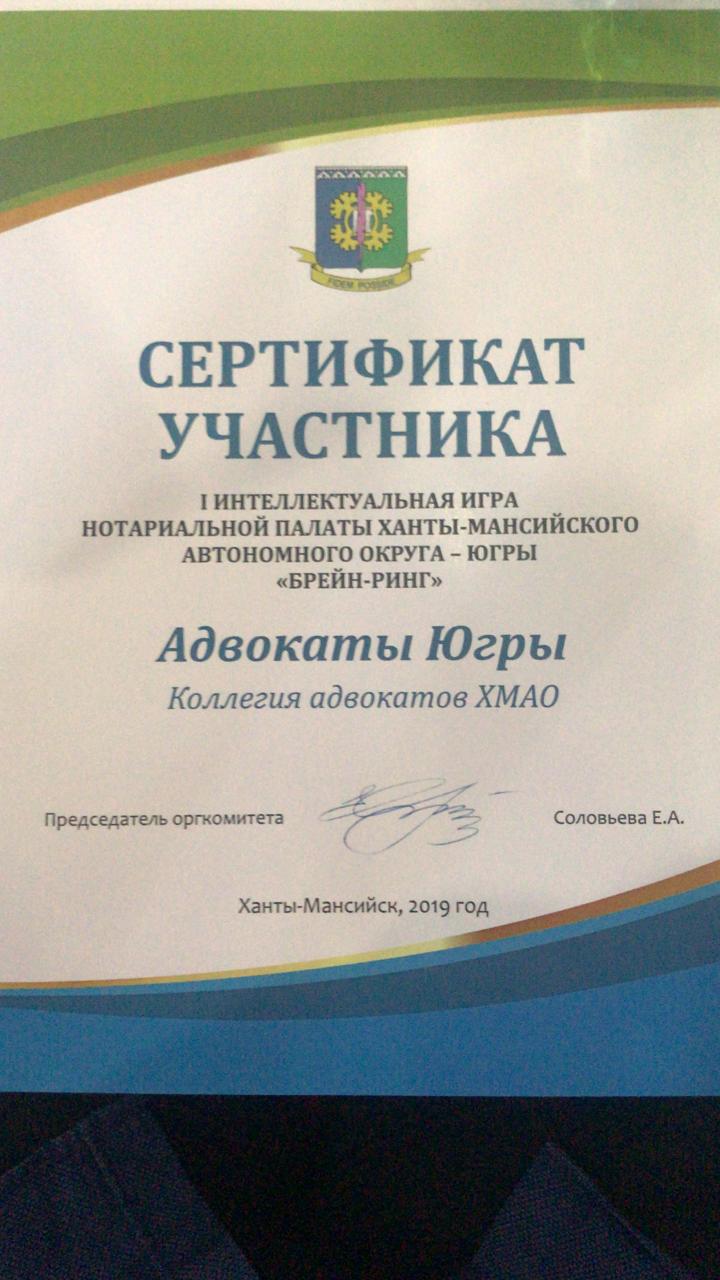 FIDEM POSSIDE
СЕРТИФИКАТ
УЧАСТНИКА
I ИНТЕЛЛЕКТУАЛЬНАЯ ИГРА
НОТАРИАЛЬНОЙ ПАЛАТЫ ХАНТЫ-МАНСИЙСКОГО
АВТОНОМНОГО ОКРУГА – ЮГРЫ
«БРЕЙН-РИНГ»
Адвокаты Югры
Коллегия адвокатов ХМАО
Председатель оргкомитета Соловьева Е.А.
Ханты-Мансийск, 2019 год